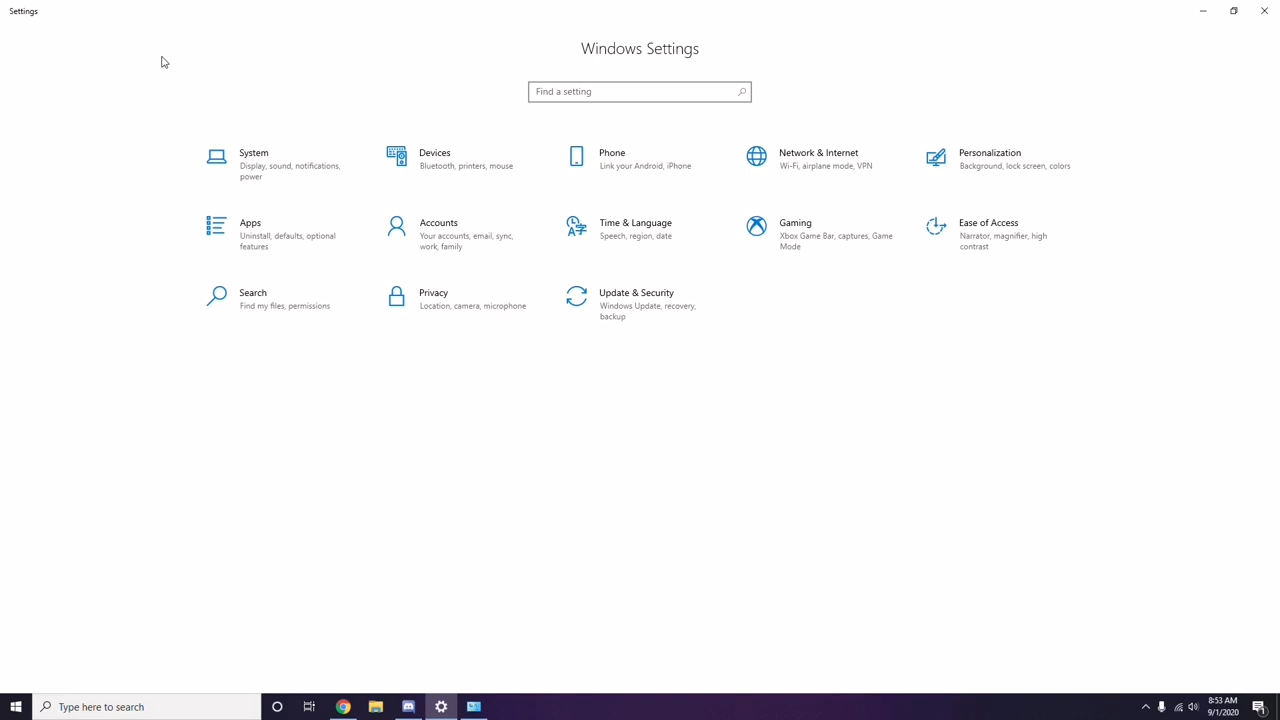 Settings
Windows Settings
Find a setting
System
Display, sound, notifications,
power
Devices
Bluetooth, printers, mouse
Phone
Link your Android, iPhone
Network & Internet
Wi-Fi, airplane mode, VPN
Personalization
Background, lock screen, colors
Apps
Uninstall, defaults, optional
features
Accounts
Your accounts, email, sync,
work, family
Time & Language
Speech, region, date
Gaming
Xbox Game Bar, captures, Game
Mode
Ease of Access
Narrator, magnifier, high
contrast
Search
Find my files, permissions
Privacy
Location, camera, microphone
Update & Security
Windows Update, recovery,
backup
Type here to search
8:53 AM
9/1/2020
1